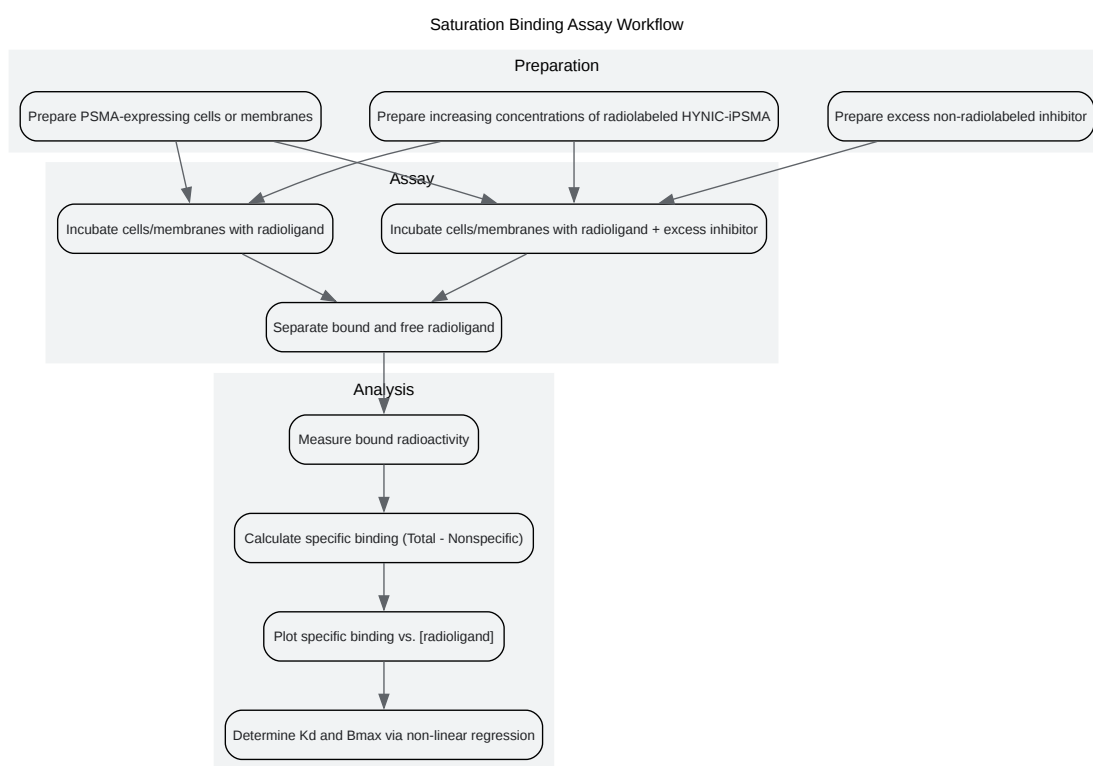 Saturation Binding Assay Workflow
Preparation
Prepare PSMA-expressing cells or membranes
Prepare increasing concentrations of radiolabeled HYNIC-iPSMA
Prepare excess non-radiolabeled inhibitor
Assay
Incubate cells/membranes with radioligand
Incubate cells/membranes with radioligand + excess inhibitor
Separate bound and free radioligand
Analysis
Measure bound radioactivity
Calculate specific binding (Total - Nonspecific)
Plot specific binding vs. [radioligand]
Determine Kd and Bmax via non-linear regression